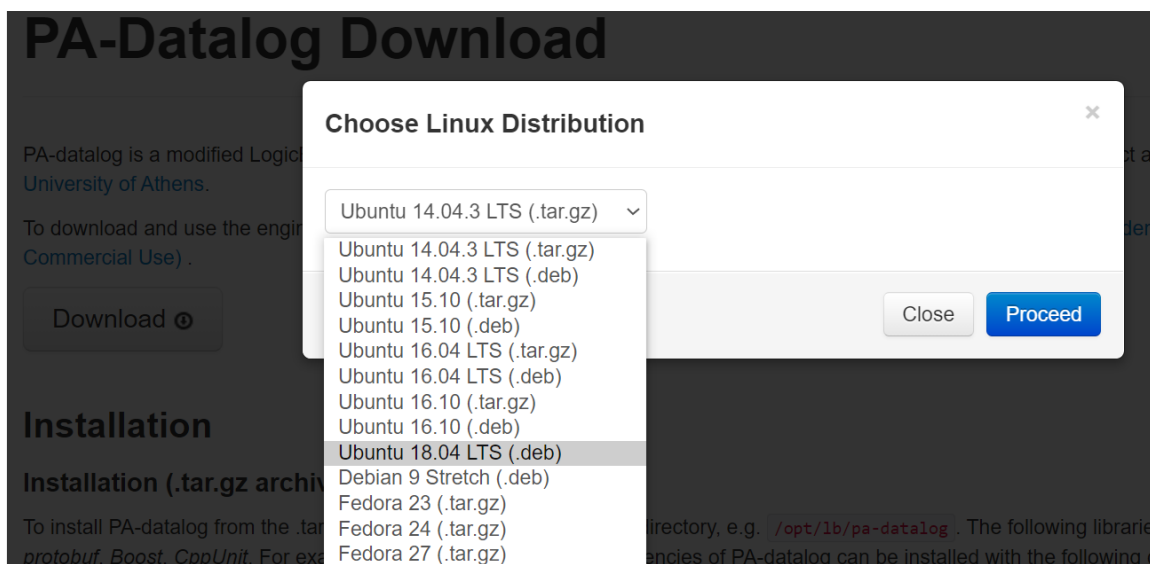 PA-Datalog Download
Choose Linux Distribution
×
PA-datalog is a modified Logic
University of Athens.
Ubuntu 14.04.3 LTS (.tar.gz)
To download and use the engin
Commercial Use) .
Ubuntu 14.04.3 LTS (.tar.gz)
Ubuntu 14.04.3 LTS (.deb)
Ubuntu 15.10 (.tar.gz)
Ubuntu 15.10 (.deb)
Ubuntu 16.04 LTS (.tar.gz)
Ubuntu 16.04 LTS (.deb)
Ubuntu 16.10 (.tar.gz)
Ubuntu 16.10 (.deb)
Ubuntu 18.04 LTS (.deb)
Debian 9 Stretch (.deb)
Fedora 23 (.tar.gz)
Fedora 24 (.tar.gz)
Fedora 27 (.tar.gz)
Download
Close Proceed
Installation
Installation (.tar.gz archiv
To install PA-datalog from the .tar irectory, e.g. /opt/lb/pa-datalog . The following librarie
protobuf, Boost, CppUnit. For exa encies of PA-datalog can be installed with the following